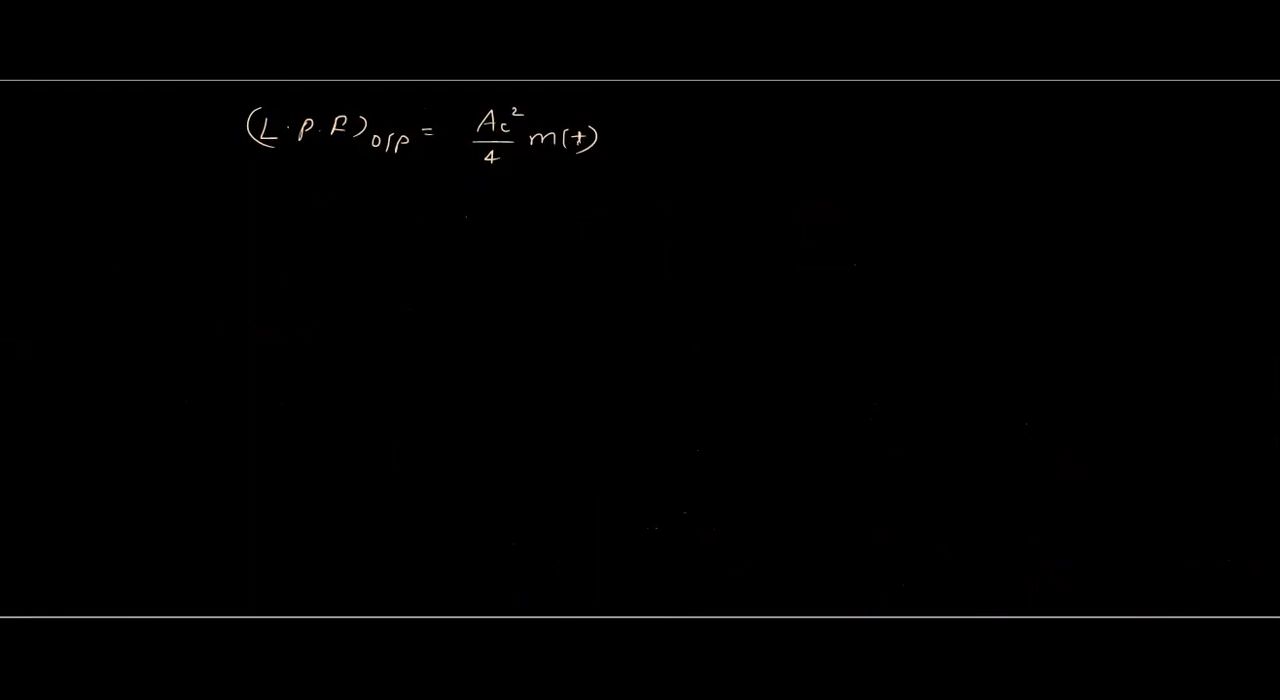 (L.P.F)o/p = Ac²/4 m(t)